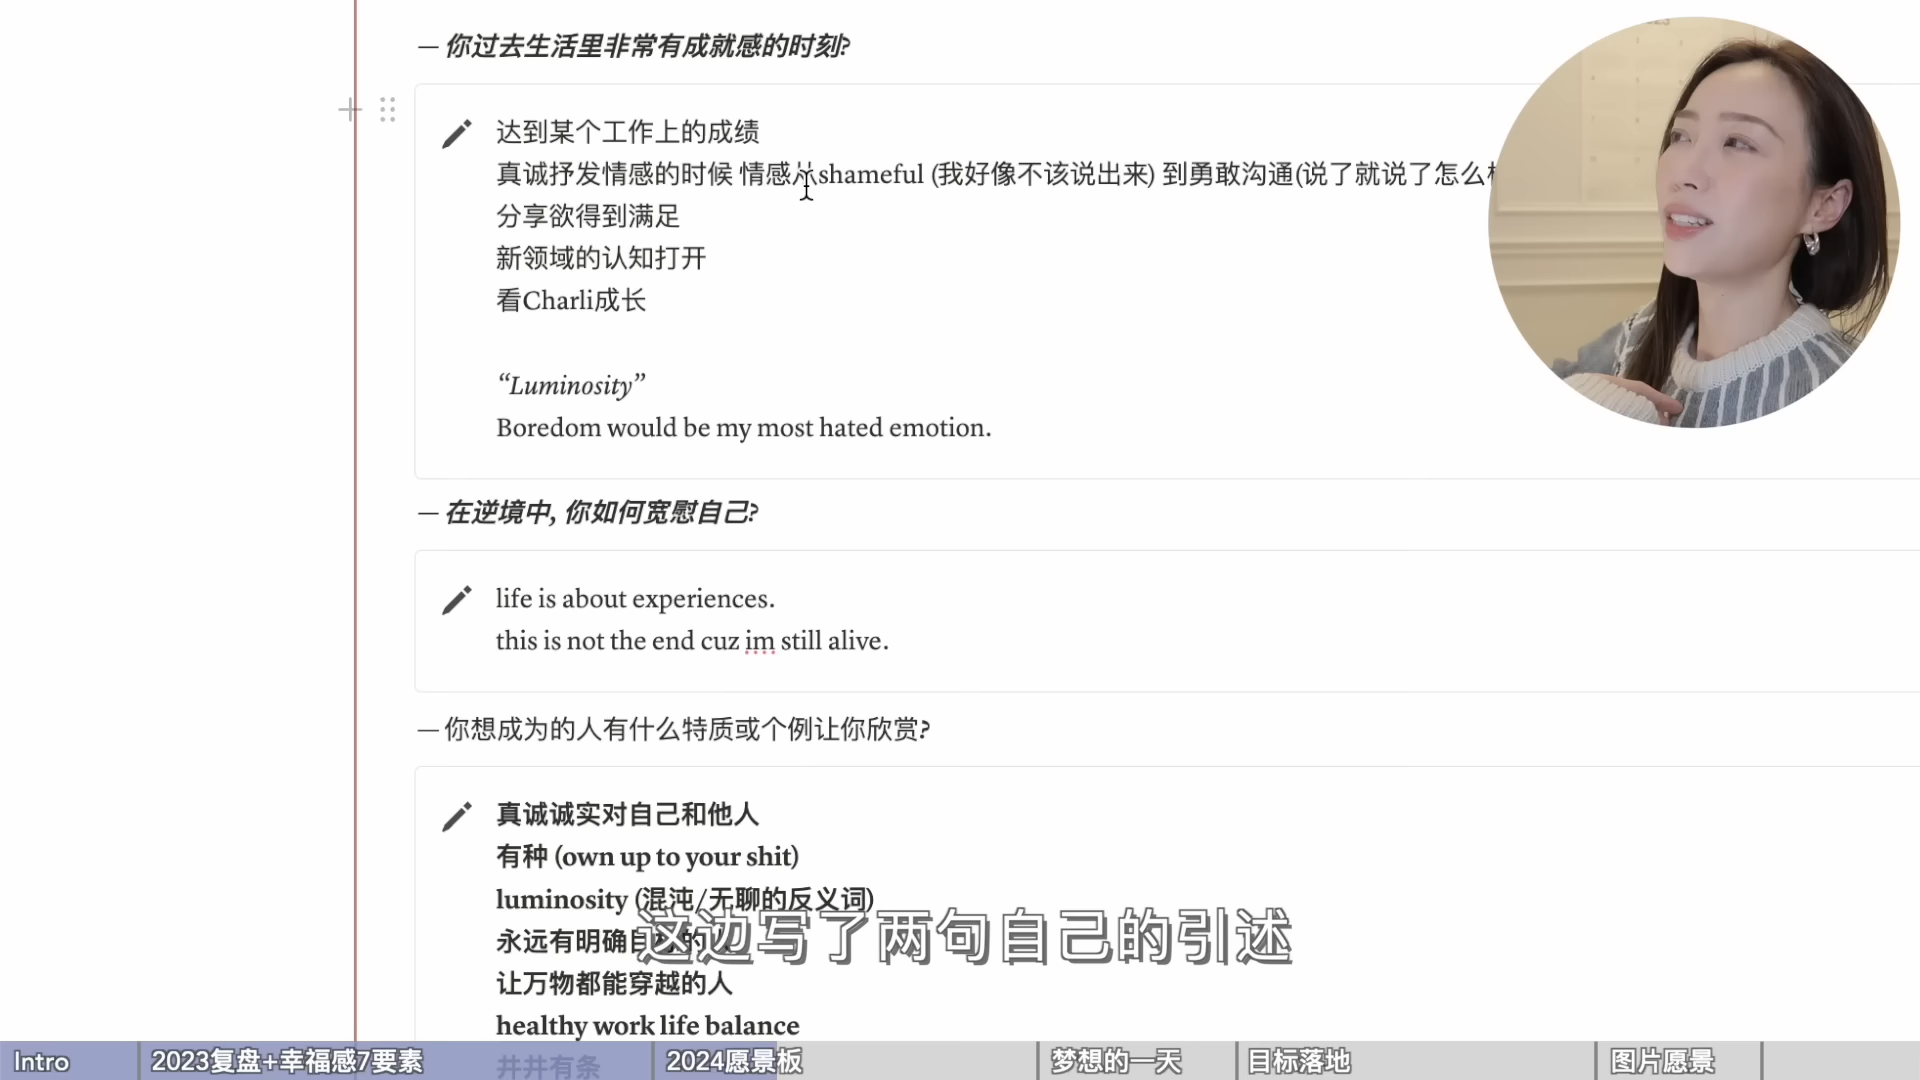 — 你过去生活里非常有成就感的时刻?
达到某个工作上的成绩
真诚抒发情感的时候 情感从shameful (我好像不该说出来) 到勇敢沟通(说了就说了怎么
分享欲得到满足
新领域的认知打开
看Charli成长
“Luminosity”
Boredom would be my most hated emotion.
— 在逆境中, 你如何宽慰自己?
life is about experiences.
this is not the end cuz im still alive.
— 你想成为的人有什么特质或个例让你欣赏?
真诚诚实对自己和他人
有种 (own up to your shit)
luminosity (混沌/无聊的反义词)
永远有明确目
这边写了两句自己的引述
让万物都能穿越的人
healthy work life balance
井井有条
Intro
2023复盘+幸福感7要素
2024愿景板
梦想的一天
目标落地
图片愿景